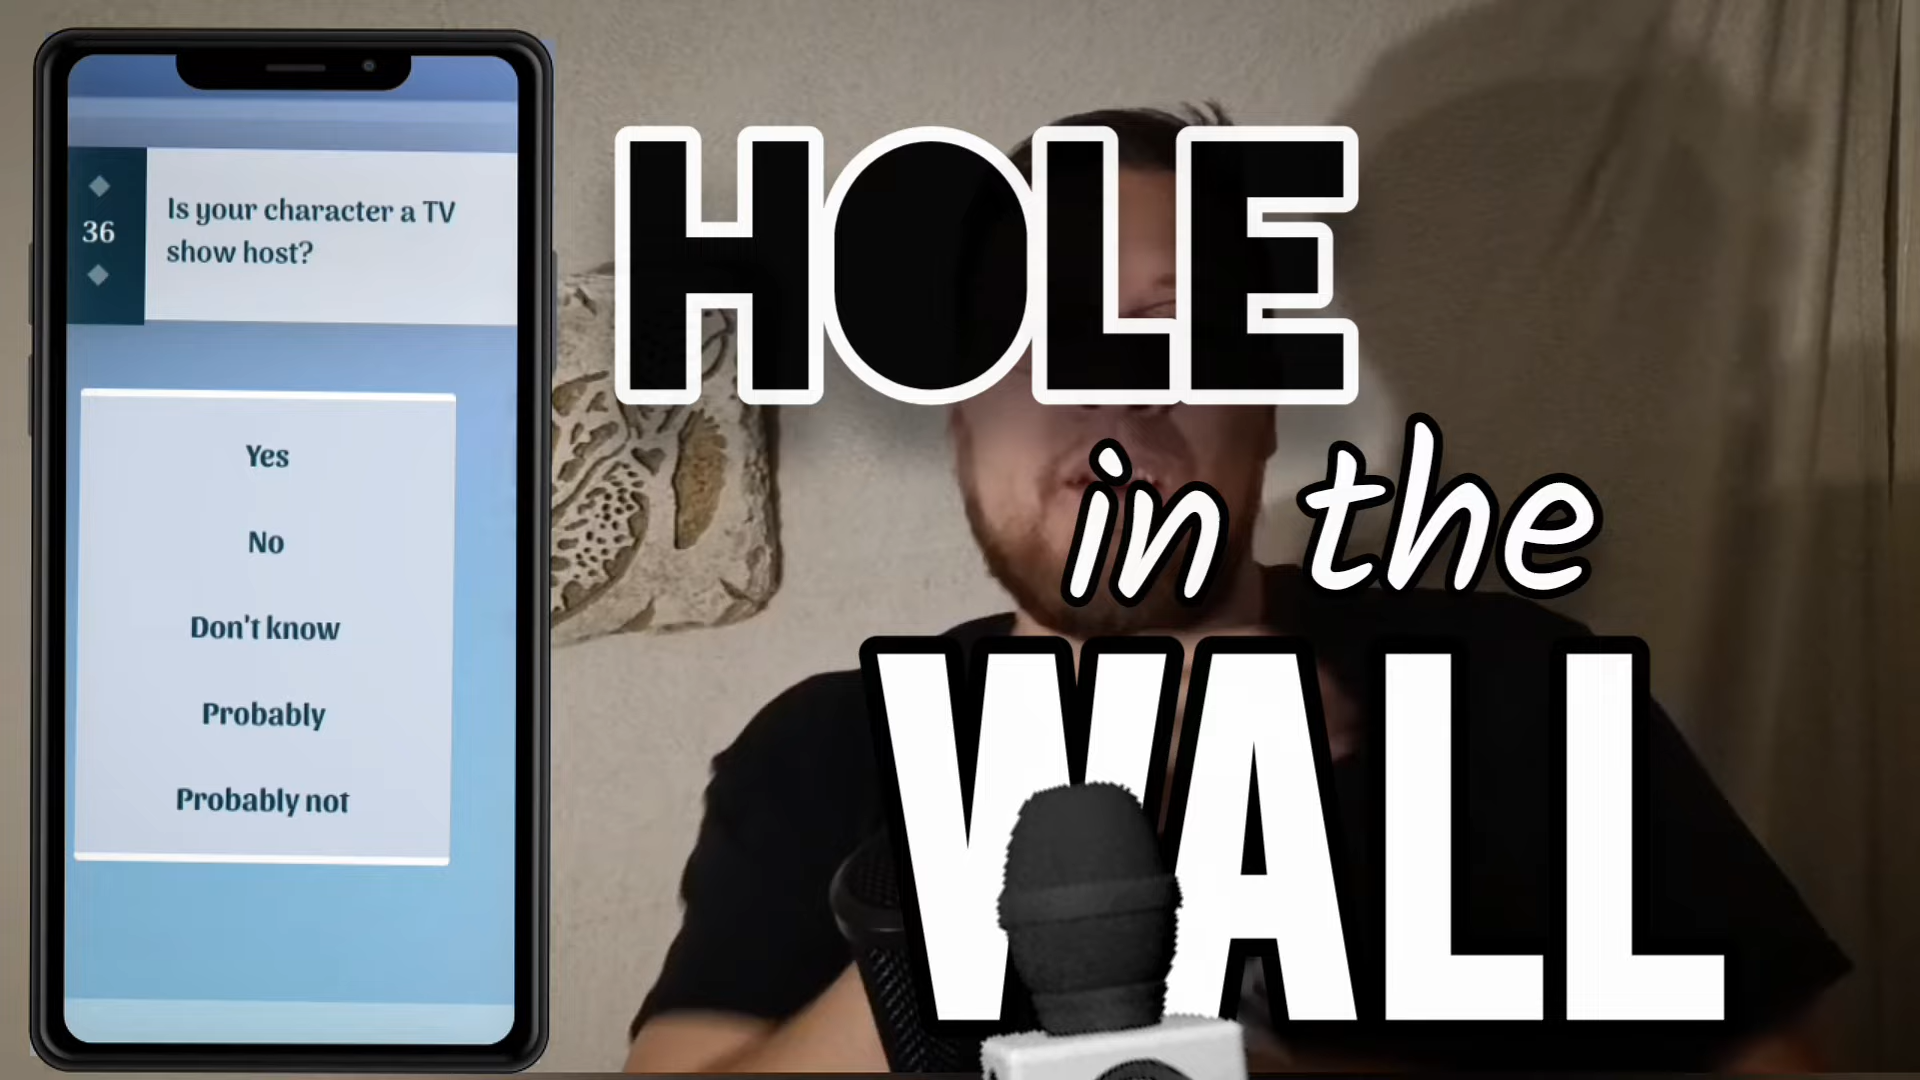 36
Is your character a TV
show host?
Yes
No
Don't know
Probably
Probably not
HOLE
in the
WALL